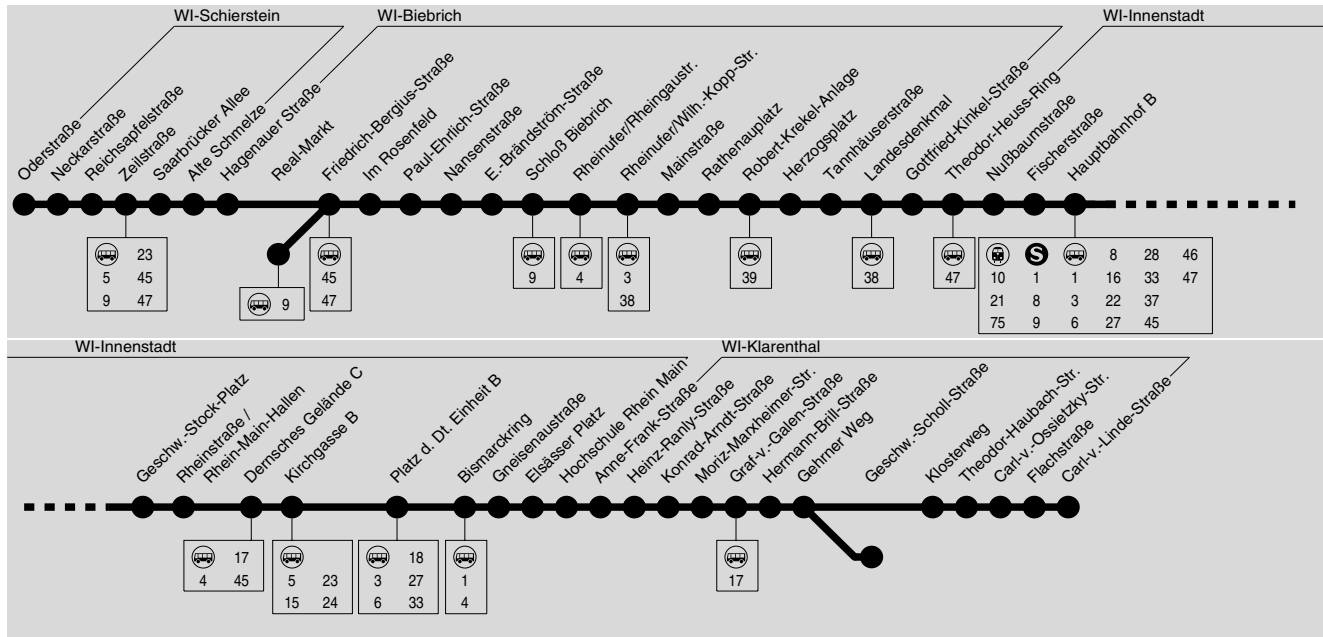 WI-Schierstein
WI-Biebrich
WI-Innenstadt
Oderstraße
Neckarstraße
Reichsapfelstraße
Zeilstraße
Saarbrücker Allee
Alte Schmelze
Hagenauer Straße
Real-Markt
Friedrich-Bergius-Straße
Im Rosenfeld
Paul-Ehrlich-Straße
Nansenstraße
E.-Brändström-Straße
Schloß Biebrich
Rheinufer/Rheingaustr.
Rheinufer/Wilh.-Kopp-Str.
Mainstraße
Rathenauplatz
Robert-Krekel-Anlage
Herzogsplatz
Tannhäuserstraße
Landesdenkmal
Gottfried-Kinkel-Straße
Theodor-Heuss-Ring
Nußbaumstraße
Fischerstraße
Hauptbahnhof B
23
5 45
9 47
9
45
47
9
4
3
38
39
38
47
S 8 28 46
10 1 1 16 33 47
21 8 3 22 37
75 9 6 27 45
WI-Innenstadt
WI-Klarenthal
Geschw.-Stock-Platz
Rheinstraße /
Rhein-Main-Hallen
Dernsches Gelände C
Kirchgasse B
Platz d. Dt. Einheit B
Bismarckring
Gneisenaustraße
Elsässer Platz
Hochschule Rhein Main
Anne-Frank-Straße
Heinz-Ranly-Straße
Konrad-Arndt-Straße
Moriz-Marxheimer-Str.
Graf-v.-Galen-Straße
Hermann-Brill-Straße
Gehrner Weg
Geschw.-Scholl-Straße
Klosterweg
Theodor-Haubach-Str.
Carl-v.-Ossietzky-Str.
Flachstraße
Carl-v.-Linde-Straße
17
4 45
5 23
15 24
18
3 27
6 33
1
4
17